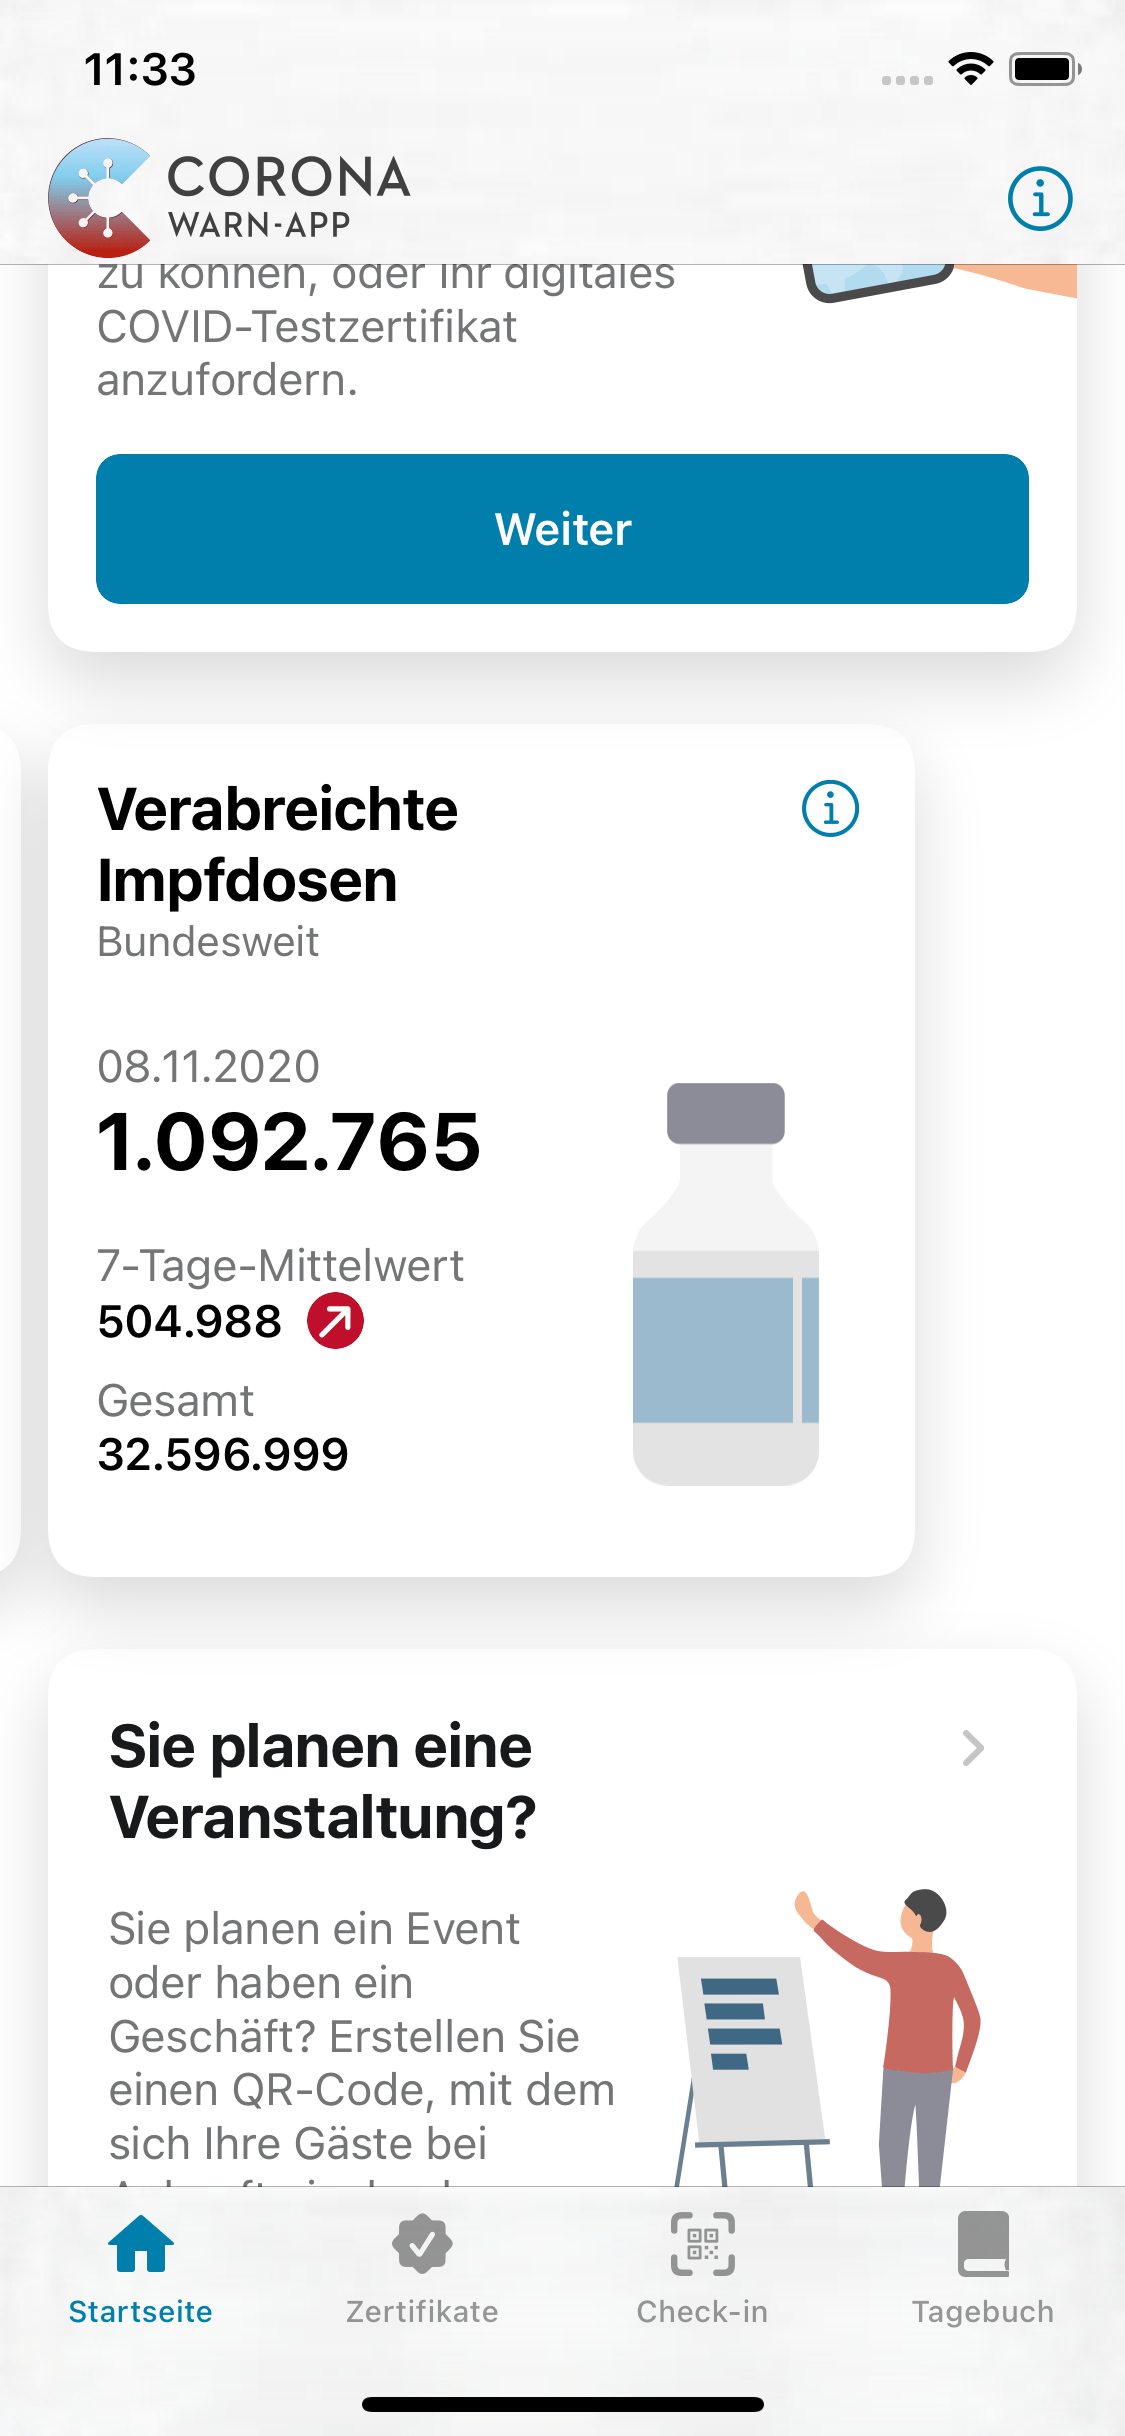 11:33
CORONA
WARN-APP
zu können, oder Ihr digitales
COVID-Testzertifikat
anzufordern.
Weiter
Verabreichte
Impfdosen
Bundesweit
08.11.2020
1.092.765
7-Tage-Mittelwert
504.988
Gesamt
32.596.999
Sie planen eine
Veranstaltung?
Sie planen ein Event
oder haben ein
Geschäft? Erstellen Sie
einen QR-Code, mit dem
sich Ihre Gäste bei
Startseite
Zertifikate
Check-in
Tagebuch